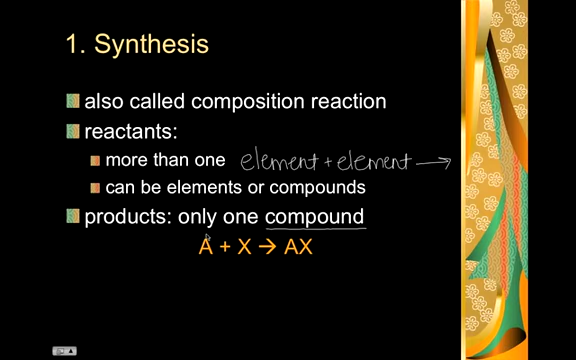 1. Synthesis
also called composition reaction
reactants:
more than one element + element →
can be elements or compounds
products: only one compound
A + X → AX